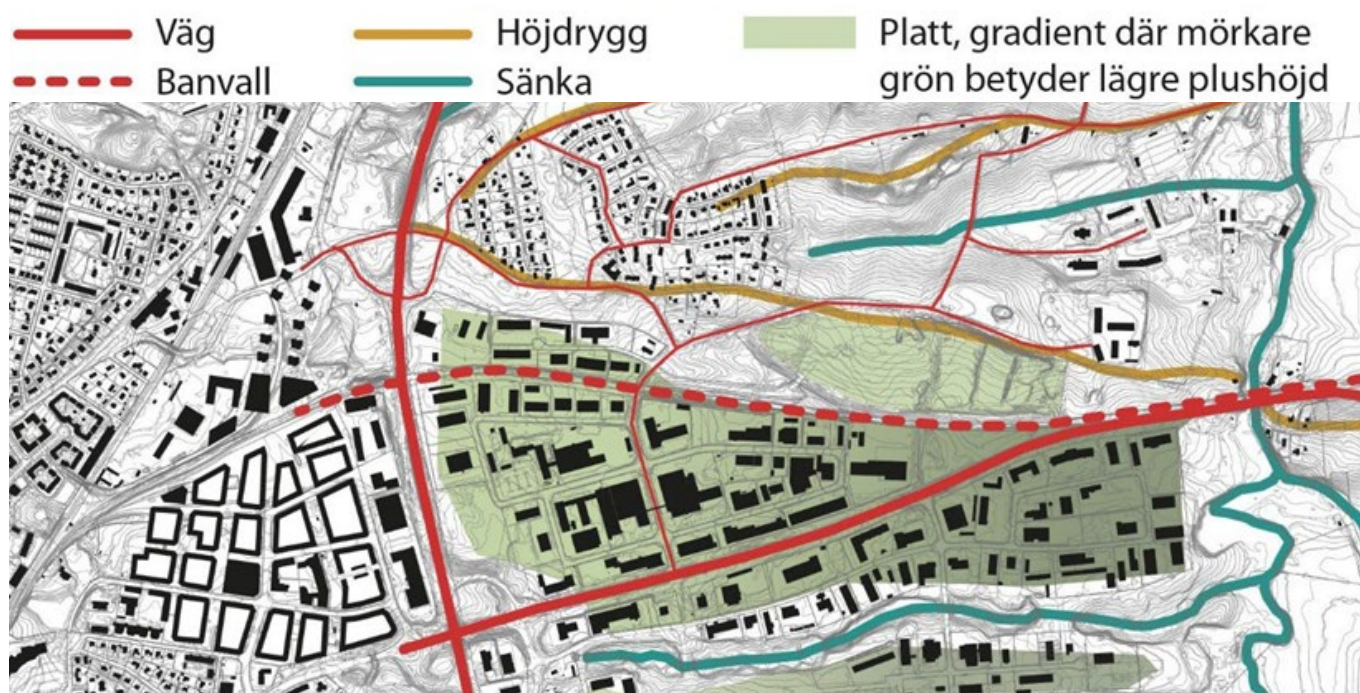 Väg
Höjdrygg
Platt, gradient där mörkare
Banvall
Sänka
grön betyder lägre plushöjd